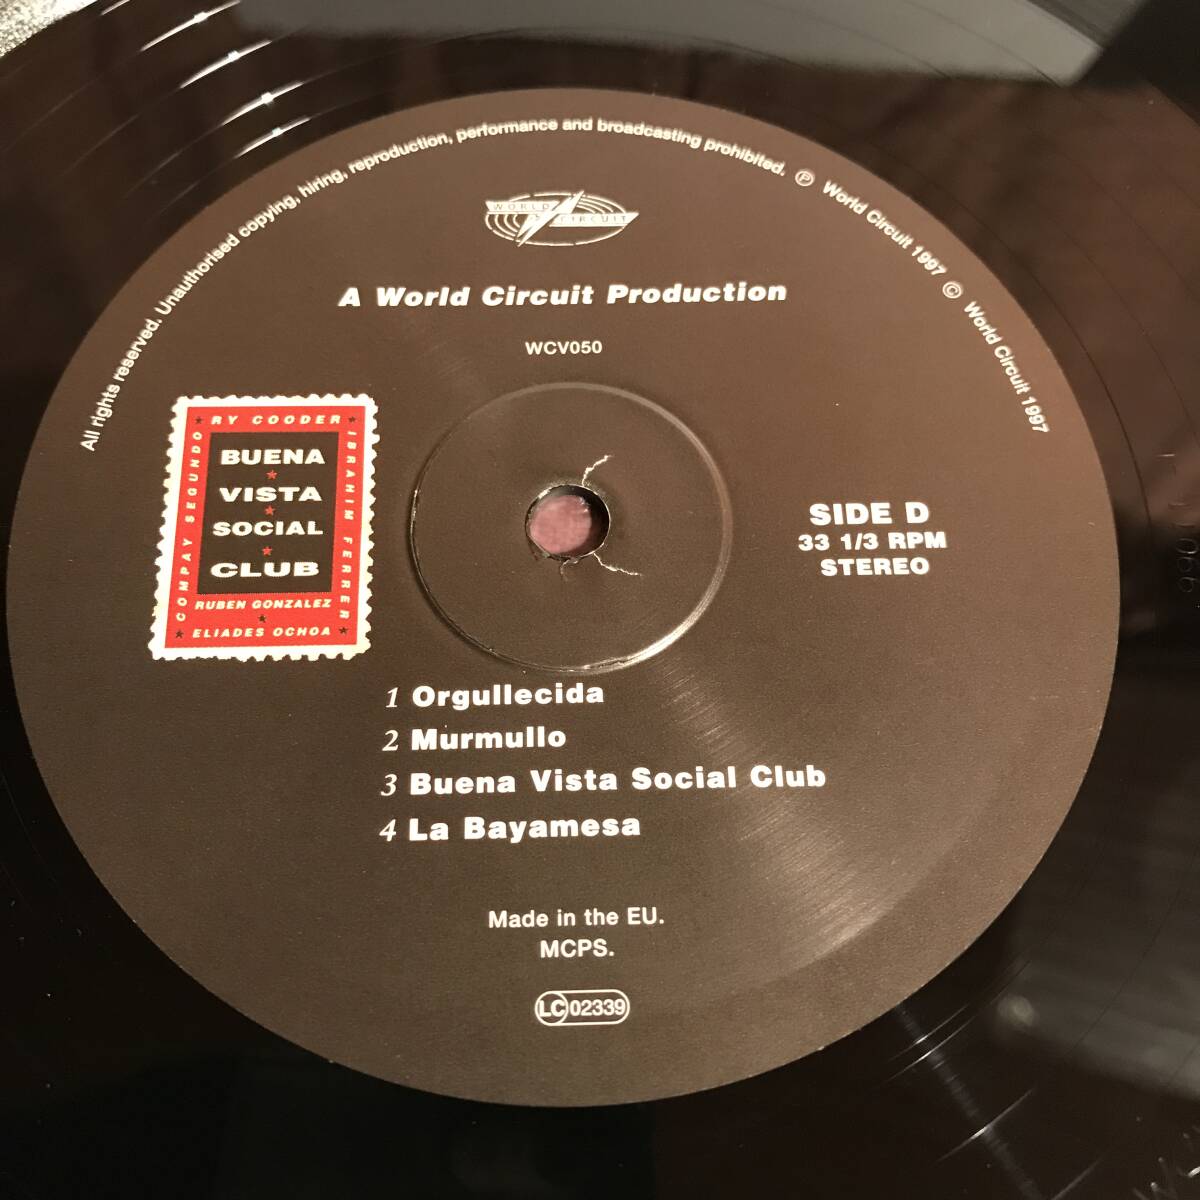 All rights reserved. Unauthorised copying, hiring, reproduction, performance and broadcasting prohibited. ℗ World Circuit 1997 © World Circuit 1997
WORLD CIRCUIT
A World Circuit Production
WCV050
RY COODER
COMPAY SEGUNDO
IBRAHIM FERRER
BUENA
VISTA
SOCIAL
CLUB
RUBEN GONZALEZ
ELIADES OCHOA
SIDE D
33 1/3 RPM
STEREO
1 Orgullecida
2 Murmullo
3 Buena Vista Social Club
4 La Bayamesa
Made in the EU.
MCPS.
LC 02339